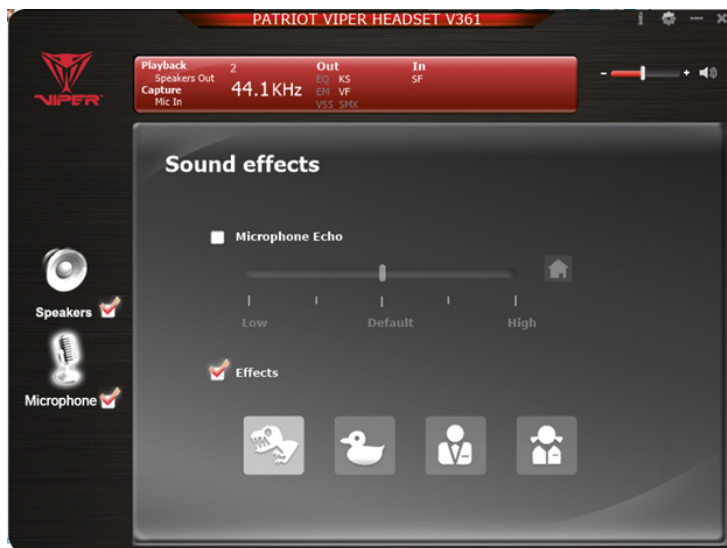 PATRIOT VIPER HEADSET V361
VIPER
Playback 2 Out In
Speakers Out EQ KS SF
Capture 44.1KHz EM VF
Mic In VSS SMX
- +
Sound effects
Microphone Echo
Low Default High
Speakers
Effects
Microphone